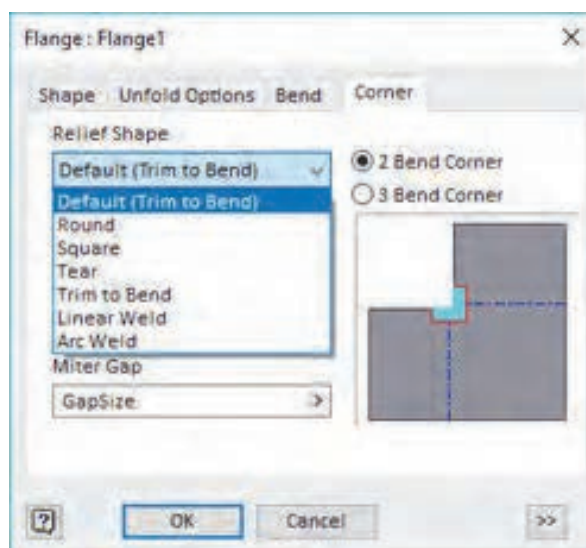 Flange : Flange1
Shape Unfold Options Bend Corner
Relief Shape
Default (Trim to Bend)
Default (Trim to Bend)
Round
Square
Tear
Trim to Bend
Linear Weld
Arc Weld
Miter Gap
GapSize
2 Bend Corner
3 Bend Corner
OK Cancel >>